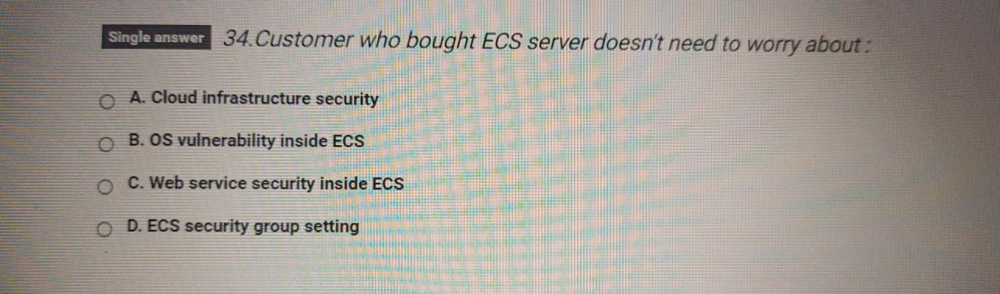 Single answer 34.Customer who bought ECS server doesn't need to worry about :
A. Cloud infrastructure security
B. OS vulnerability inside ECS
C. Web service security inside ECS
D. ECS security group setting